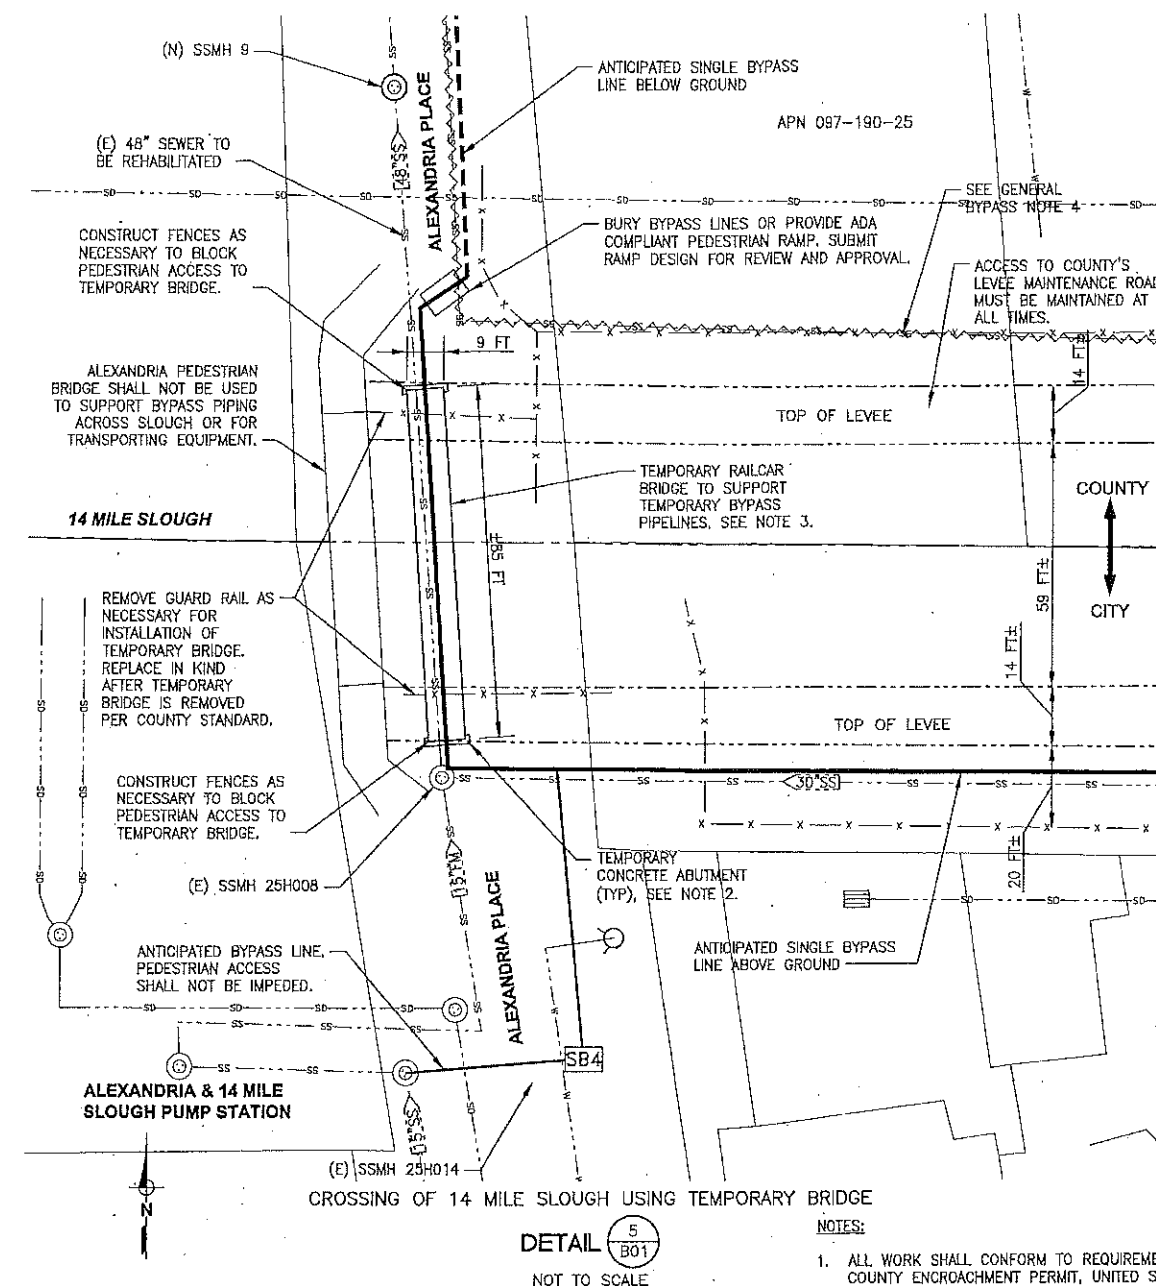 (N) SSMH 9
ANTICIPATED SINGLE BYPASS
LINE BELOW GROUND
APN 097-190-25
(E) 48" SEWER TO
BE REHABILITATED
48"SS
ALEXANDRIA PLACE
SEE GENERAL
BYPASS NOTE 4
BURY BYPASS LINES OR PROVIDE ADA
COMPLIANT PEDESTRIAN RAMP. SUBMIT
RAMP DESIGN FOR REVIEW AND APPROVAL.
CONSTRUCT FENCES AS
NECESSARY TO BLOCK
PEDESTRIAN ACCESS TO
TEMPORARY BRIDGE.
ACCESS TO COUNTY'S
LEVEE MAINTENANCE ROAD
MUST BE MAINTAINED AT
ALL TIMES.
9 FT
14 FT±
ALEXANDRIA PEDESTRIAN
BRIDGE SHALL NOT BE USED
TO SUPPORT BYPASS PIPING
ACROSS SLOUGH OR FOR
TRANSPORTING EQUIPMENT.
TOP OF LEVEE
TEMPORARY RAILCAR
BRIDGE TO SUPPORT
TEMPORARY BYPASS
PIPELINES, SEE NOTE 3.
COUNTY
14 MILE SLOUGH
±85 FT
59 FT±
CITY
REMOVE GUARD RAIL AS
NECESSARY FOR
INSTALLATION OF
TEMPORARY BRIDGE.
REPLACE IN KIND
AFTER TEMPORARY
BRIDGE IS REMOVED
PER COUNTY STANDARD.
14 FT±
TOP OF LEVEE
30"SS
CONSTRUCT FENCES AS
NECESSARY TO BLOCK
PEDESTRIAN ACCESS TO
TEMPORARY BRIDGE.
15"FM
20 FT±
TEMPORARY
CONCRETE ABUTMENT
(TYP), SEE NOTE 2.
(E) SSMH 25H008
ALEXANDRIA PLACE
ANTICIPATED BYPASS LINE,
PEDESTRIAN ACCESS
SHALL NOT BE IMPEDED.
ANTICIPATED SINGLE BYPASS
LINE ABOVE GROUND
SB4
ALEXANDRIA & 14 MILE
SLOUGH PUMP STATION
15"SS
(E) SSMH 25H014
N
CROSSING OF 14 MILE SLOUGH USING TEMPORARY BRIDGE
DETAIL 5
B01
NOT TO SCALE
NOTES:
1. ALL WORK SHALL CONFORM TO REQUIREME
COUNTY ENCROACHMENT PERMIT, UNITED S